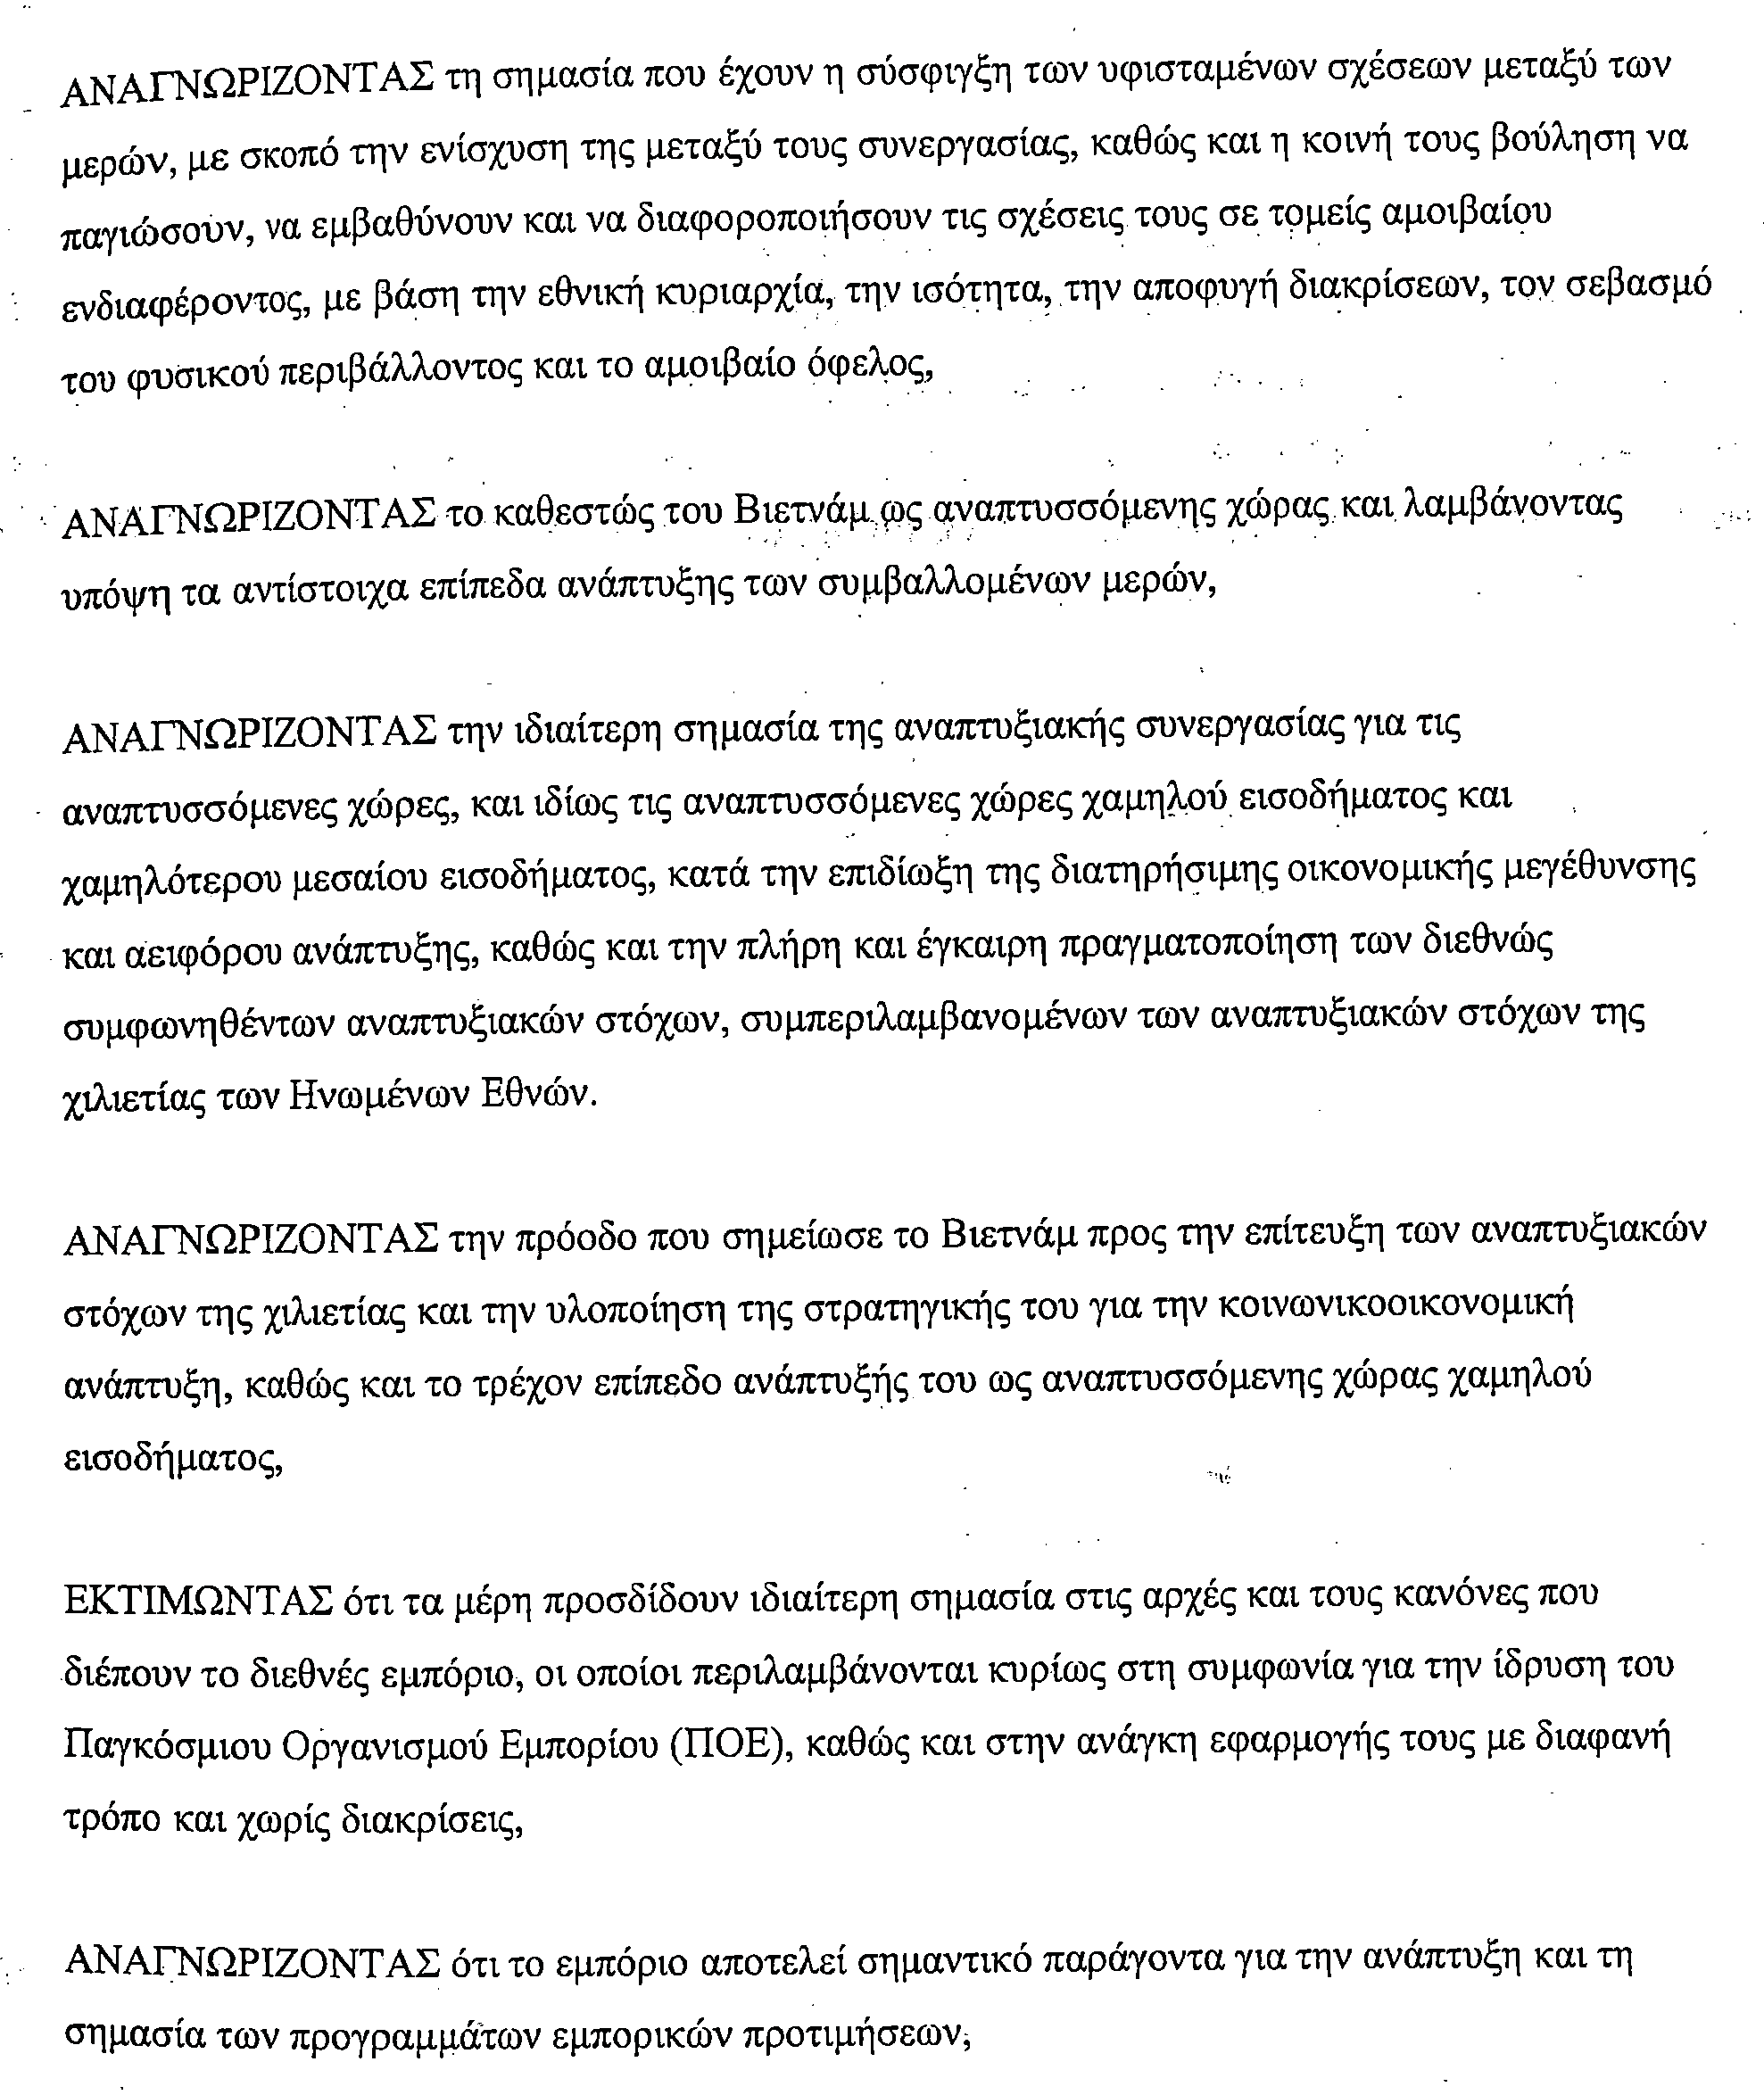 ΑΝΑΓΝΩΡΙΖΟΝΤΑΣ τη σημασία που έχουν η σύσφιγξη των υφισταμένων σχέσεων μεταξύ των
μερών, με σκοπό την ενίσχυση της μεταξύ τους συνεργασίας, καθώς και η κοινή τους βούληση να
παγιώσουν, να εμβαθύνουν και να διαφοροποιήσουν τις σχέσεις τους σε τομείς αμοιβαίου
ενδιαφέροντος, με βάση την εθνική κυριαρχία, την ισότητα, την αποφυγή διακρίσεων, τον σεβασμό
του φυσικού περιβάλλοντος και το αμοιβαίο όφελος,
ΑΝΑΓΝΩΡΙΖΟΝΤΑΣ το καθεστώς του Βιετνάμ ως αναπτυσσόμενης χώρας και λαμβάνοντας
υπόψη τα αντίστοιχα επίπεδα ανάπτυξης των συμβαλλομένων μερών,
ΑΝΑΓΝΩΡΙΖΟΝΤΑΣ την ιδιαίτερη σημασία της αναπτυξιακής συνεργασίας για τις
αναπτυσσόμενες χώρες, και ιδίως τις αναπτυσσόμενες χώρες χαμηλού εισοδήματος και
χαμηλότερου μεσαίου εισοδήματος, κατά την επιδίωξη της διατηρήσιμης οικονομικής μεγέθυνσης
και αειφόρου ανάπτυξης, καθώς και την πλήρη και έγκαιρη πραγματοποίηση των διεθνώς
συμφωνηθέντων αναπτυξιακών στόχων, συμπεριλαμβανομένων των αναπτυξιακών στόχων της
χιλιετίας των Ηνωμένων Εθνών.
ΑΝΑΓΝΩΡΙΖΟΝΤΑΣ την πρόοδο που σημείωσε το Βιετνάμ προς την επίτευξη των αναπτυξιακών
στόχων της χιλιετίας και την υλοποίηση της στρατηγικής του για την κοινωνικοοικονομική
ανάπτυξη, καθώς και το τρέχον επίπεδο ανάπτυξής του ως αναπτυσσόμενης χώρας χαμηλού
εισοδήματος,
ΕΚΤΙΜΩΝΤΑΣ ότι τα μέρη προσδίδουν ιδιαίτερη σημασία στις αρχές και τους κανόνες που
διέπουν το διεθνές εμπόριο, οι οποίοι περιλαμβάνονται κυρίως στη συμφωνία για την ίδρυση του
Παγκόσμιου Οργανισμού Εμπορίου (ΠΟΕ), καθώς και στην ανάγκη εφαρμογής τους με διαφανή
τρόπο και χωρίς διακρίσεις,
ΑΝΑΓΝΩΡΙΖΟΝΤΑΣ ότι το εμπόριο αποτελεί σημαντικό παράγοντα για την ανάπτυξη και τη
σημασία των προγραμμάτων εμπορικών προτιμήσεων,